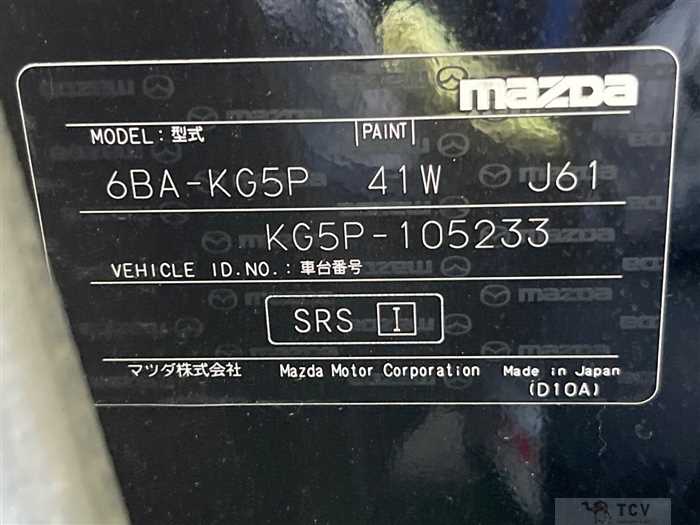 mazda
MODEL: 型式 PAINT
6BA-KG5P 41W J61
KG5P-105233
VEHICLE ID.NO.: 車台番号
SRS I
マツダ株式会社 Mazda Motor Corporation Made in Japan
(D10A)
TCV